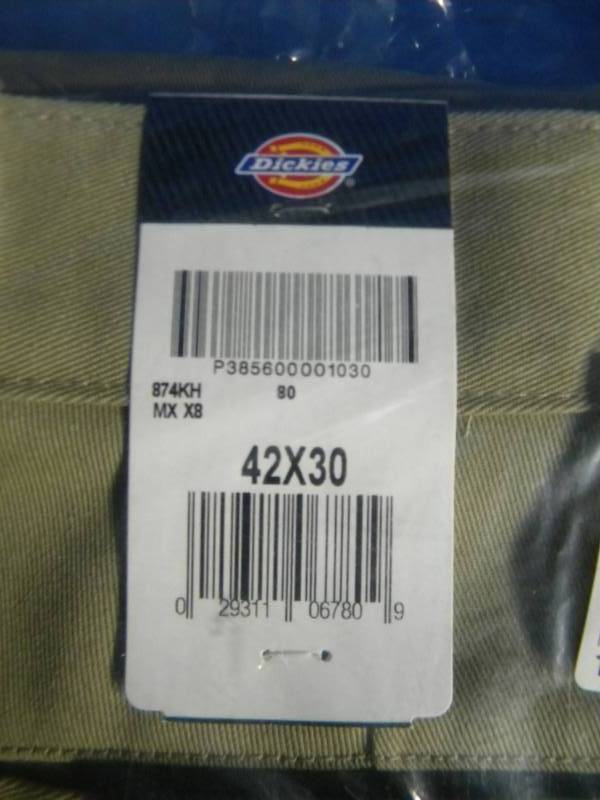 Dickies®
P385600001030
874KH 80
MX X8
42X30
0 29311 06780 9